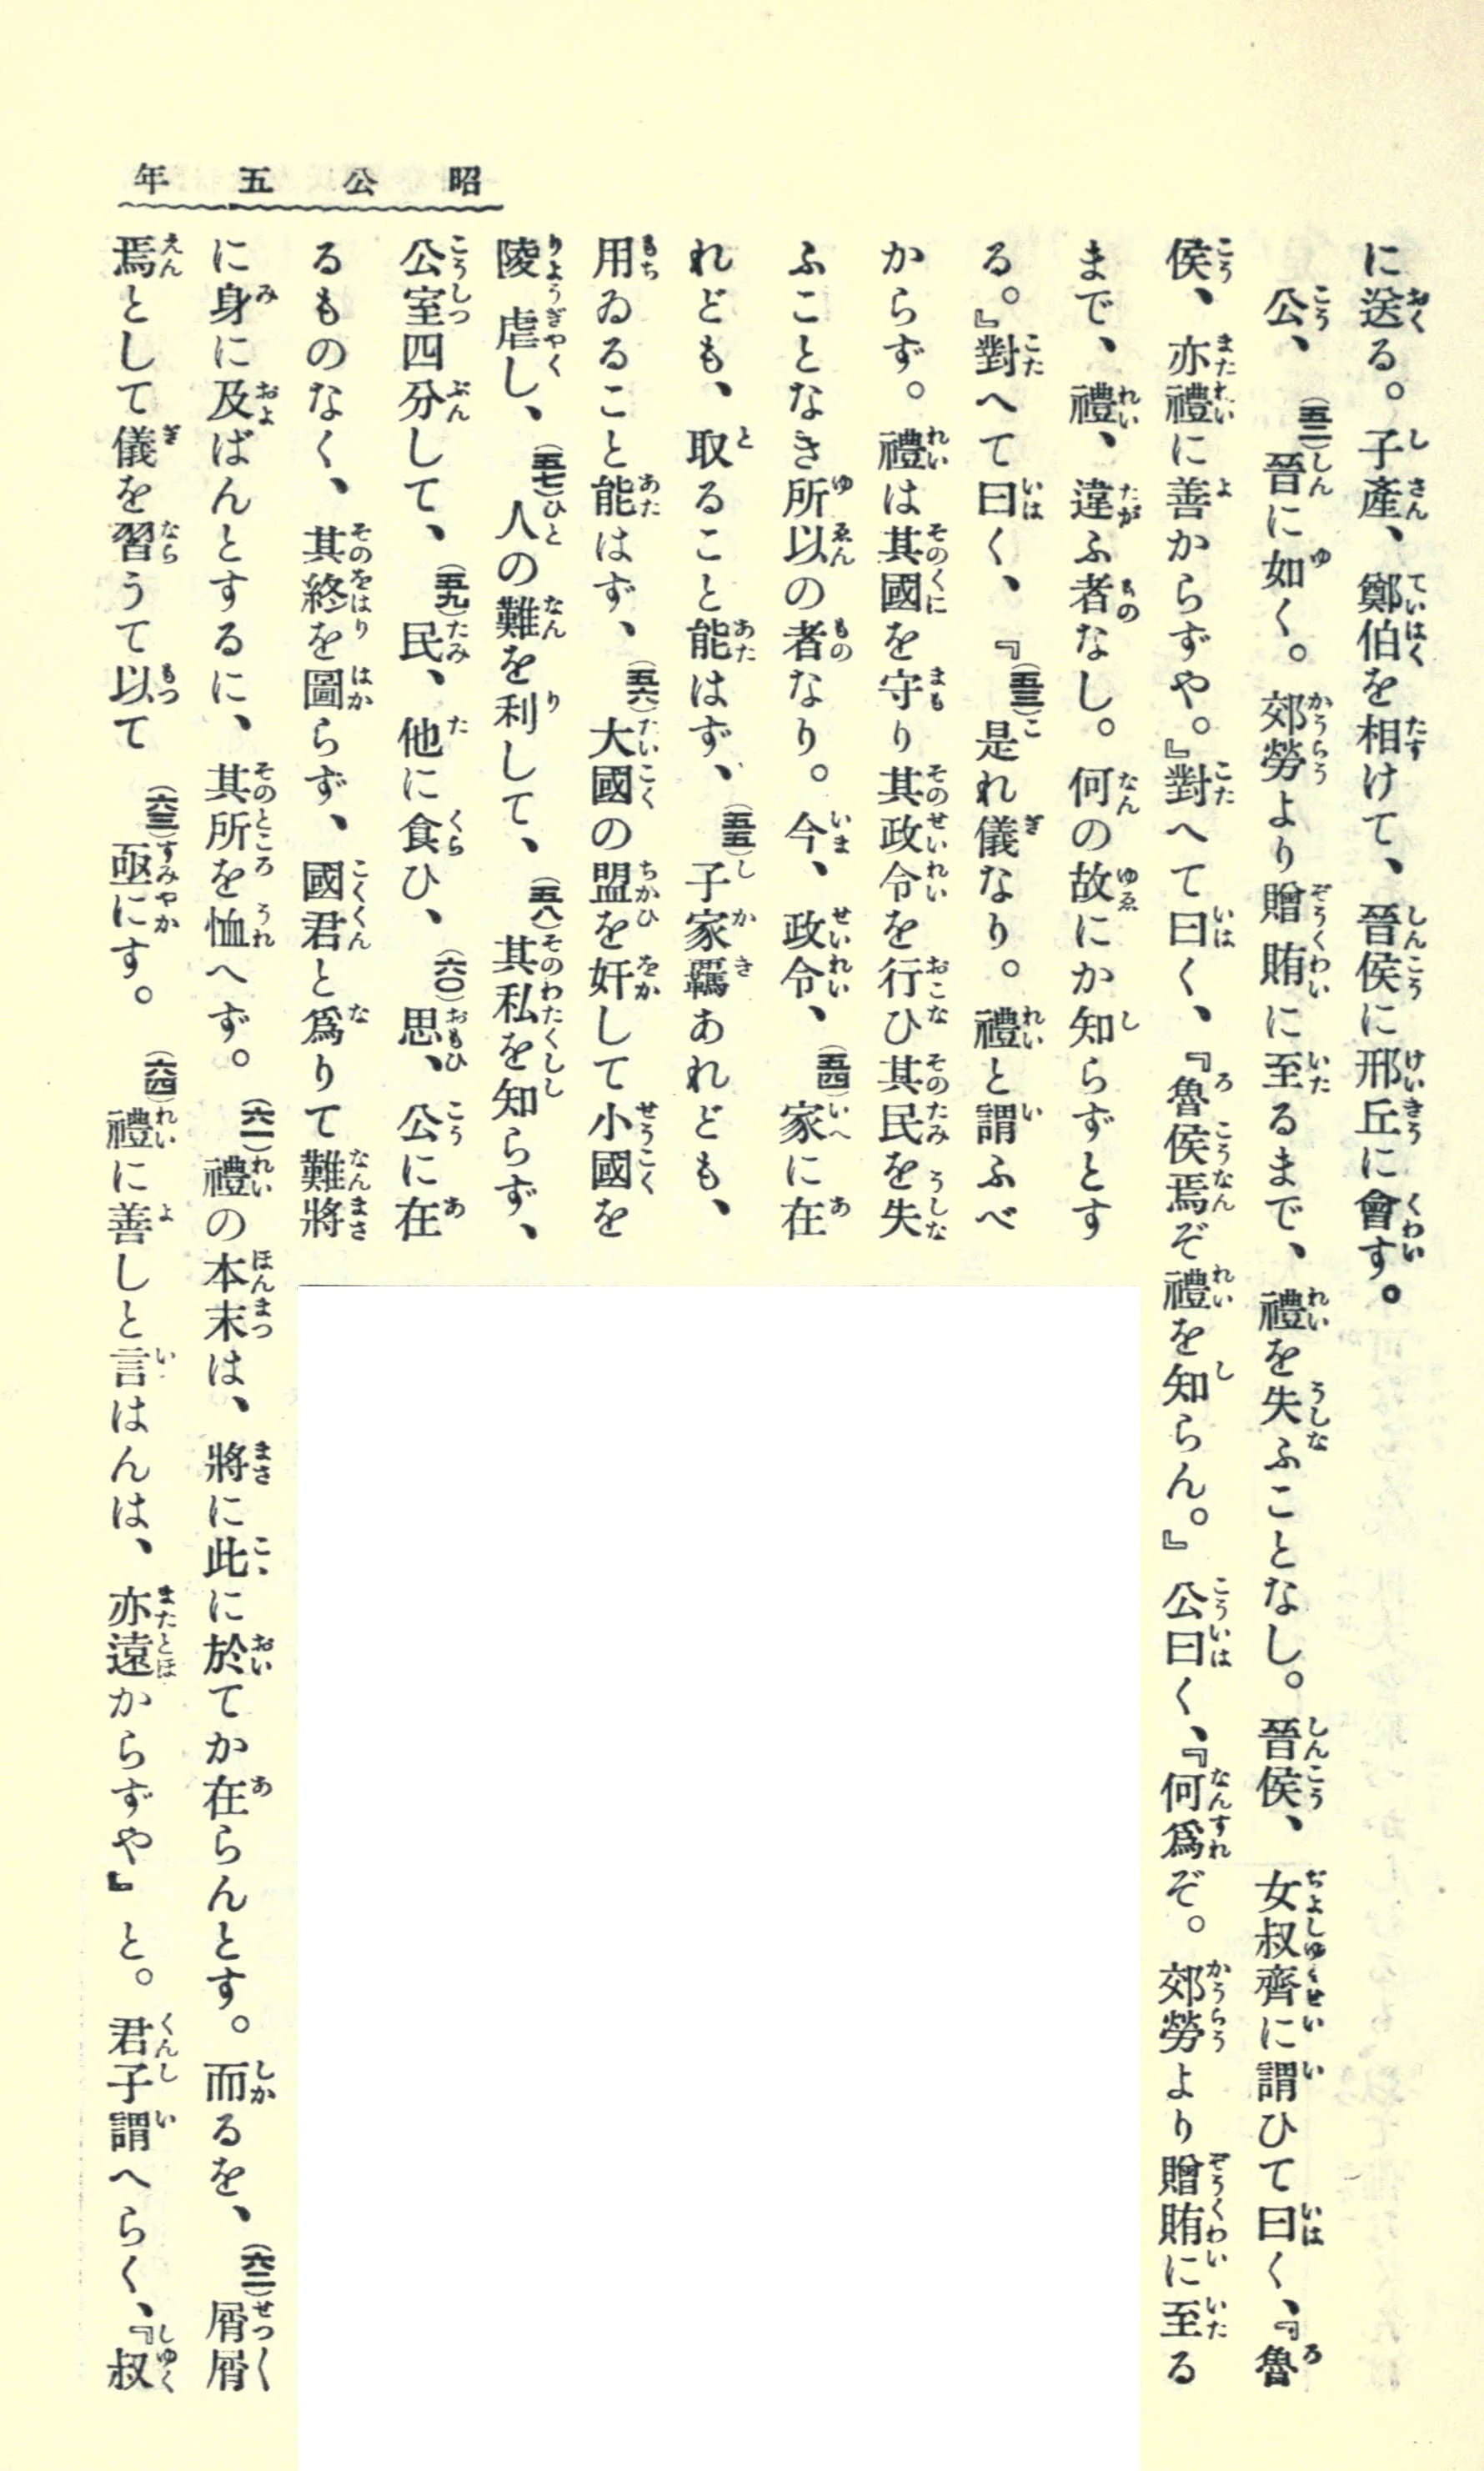 昭公五年
に送る。子產、鄭伯を相けて、晉侯に邢丘に會す。
公、(五二)晉に如く。郊勞より贈賄に至るまで、禮を失ふことなし。晉侯、女叔齊に謂ひて曰く、『魯
侯、亦禮に善からずや。』對へて曰く、『魯侯焉ぞ禮を知らん。』公曰く、『何爲ぞ。郊勞より贈賄に至る
まで、禮、違ふ者なし。何の故にか知らずとす
る。』對へて曰く、『(五三)是れ儀なり。禮と謂ふべ
からず。禮は其國を守り其政令を行ひ其民を失
ふことなき所以の者なり。今、政令、(五四)家に在
れども、取ること能はず、(五五)子家羈あれども、
用ゐること能はず、(五六)大國の盟を奸して小國を
陵虐し、(五七)人の難を利して、(五八)其私を知らず、
公室四分して、(五九)民、他に食ひ、(六〇)思、公に在
るものなく、其終を圖らず、國君と爲りて難將
に身に及ばんとするに、其所を恤へず。(六一)禮の本末は、將に此に於てか在らんとす。而るを、(六二)屑屑
焉として儀を習うて以て(六三)亟にす。(六四)禮に善しと言はんは、亦遠からずや』と。君子謂へらく、『叔